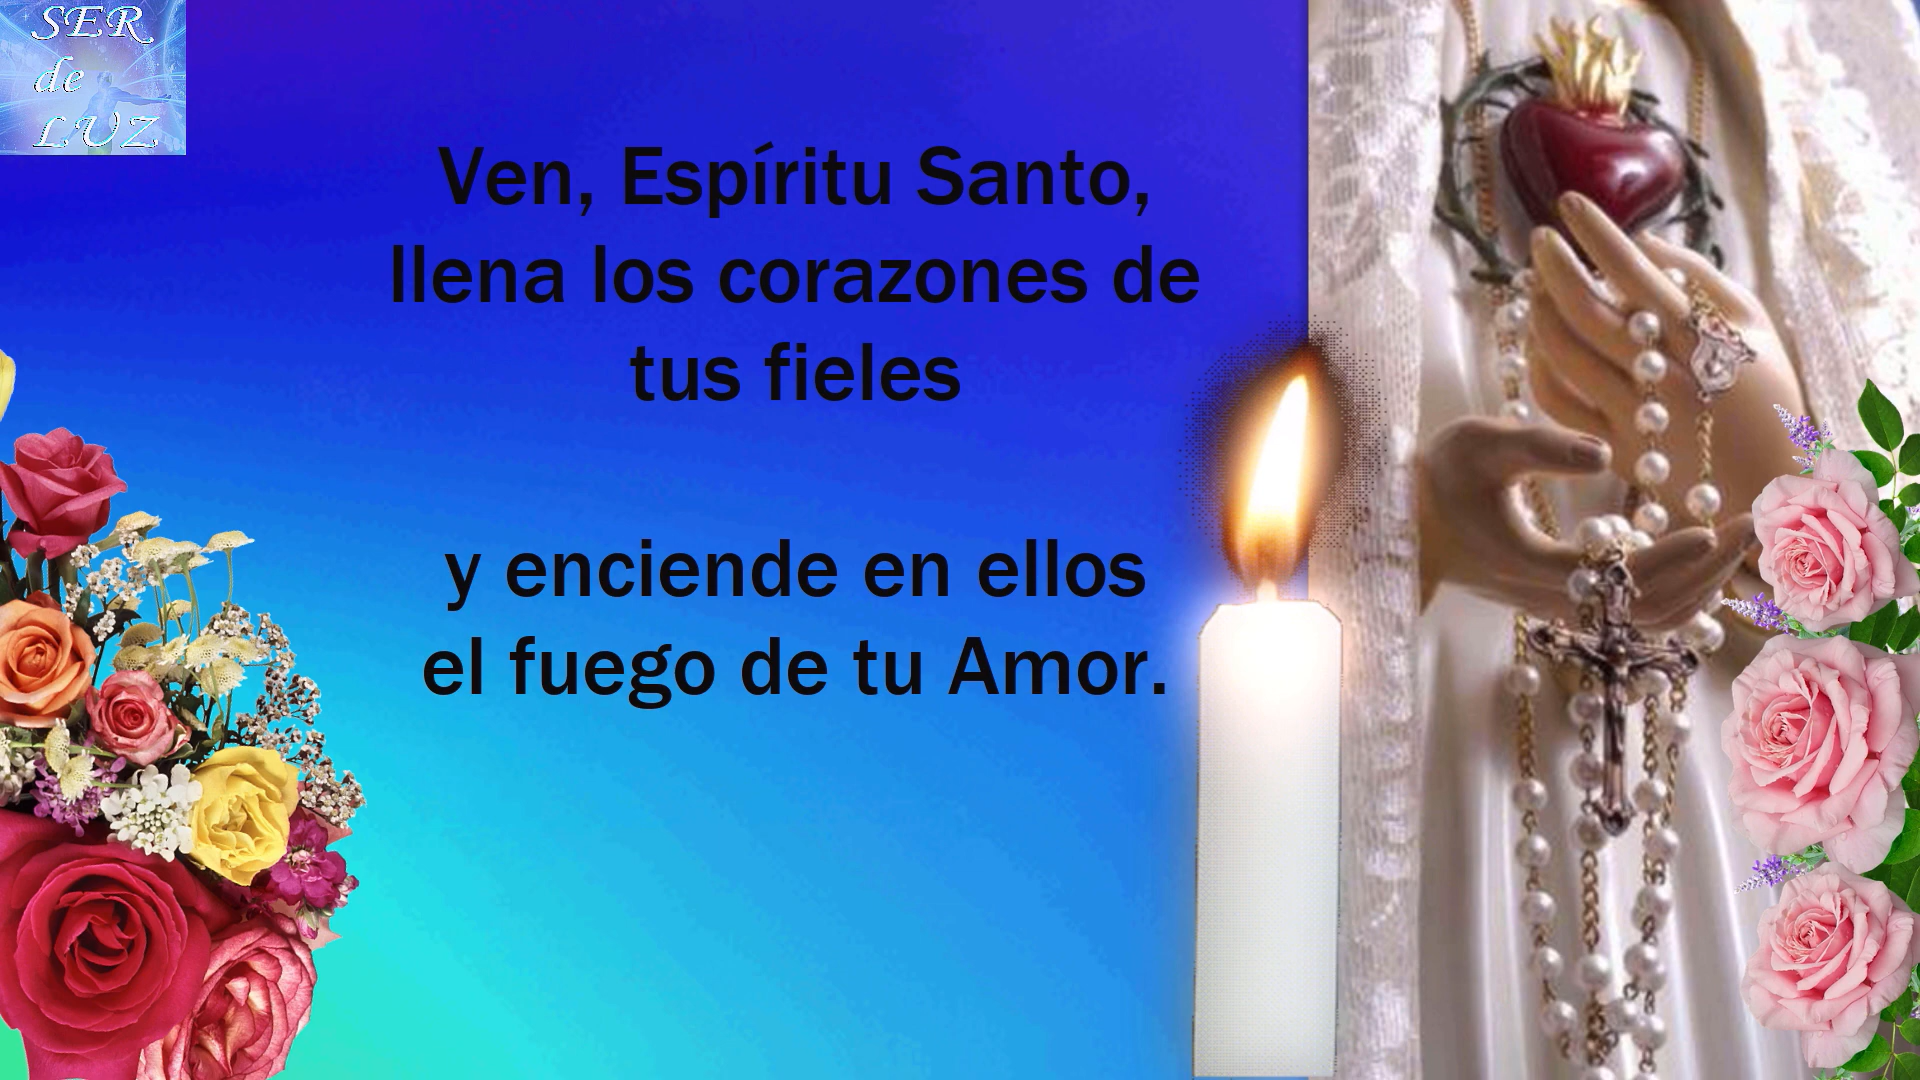 SER
de
LUZ
Ven, Espíritu Santo,
llena los corazones de
tus fieles
y enciende en ellos
el fuego de tu Amor.